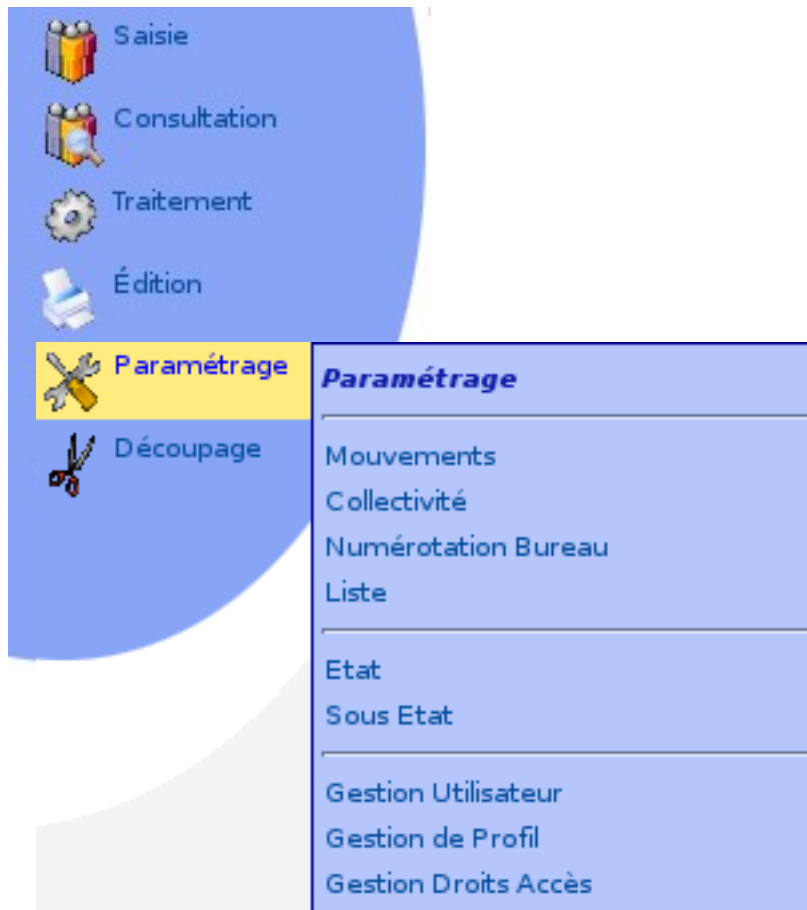 Saisie
Consultation
Traitement
Édition
Paramétrage
Découpage
Paramétrage
Mouvements
Collectivité
Numérotation Bureau
Liste
Etat
Sous Etat
Gestion Utilisateur
Gestion de Profil
Gestion Droits Accès